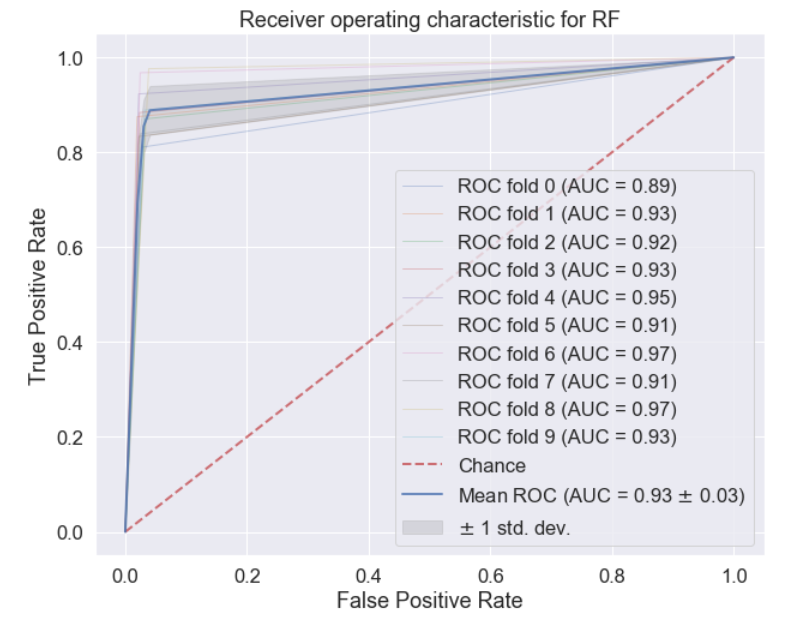 Receiver operating characteristic for RF
1.0
0.8
0.6
0.4
0.2
0.0
True Positive Rate
ROC fold 0 (AUC = 0.89)
ROC fold 1 (AUC = 0.93)
ROC fold 2 (AUC = 0.92)
ROC fold 3 (AUC = 0.93)
ROC fold 4 (AUC = 0.95)
ROC fold 5 (AUC = 0.91)
ROC fold 6 (AUC = 0.97)
ROC fold 7 (AUC = 0.91)
ROC fold 8 (AUC = 0.97)
ROC fold 9 (AUC = 0.93)
Chance
Mean ROC (AUC = 0.93 ± 0.03)
± 1 std. dev.
0.0 0.2 0.4 0.6 0.8 1.0
False Positive Rate